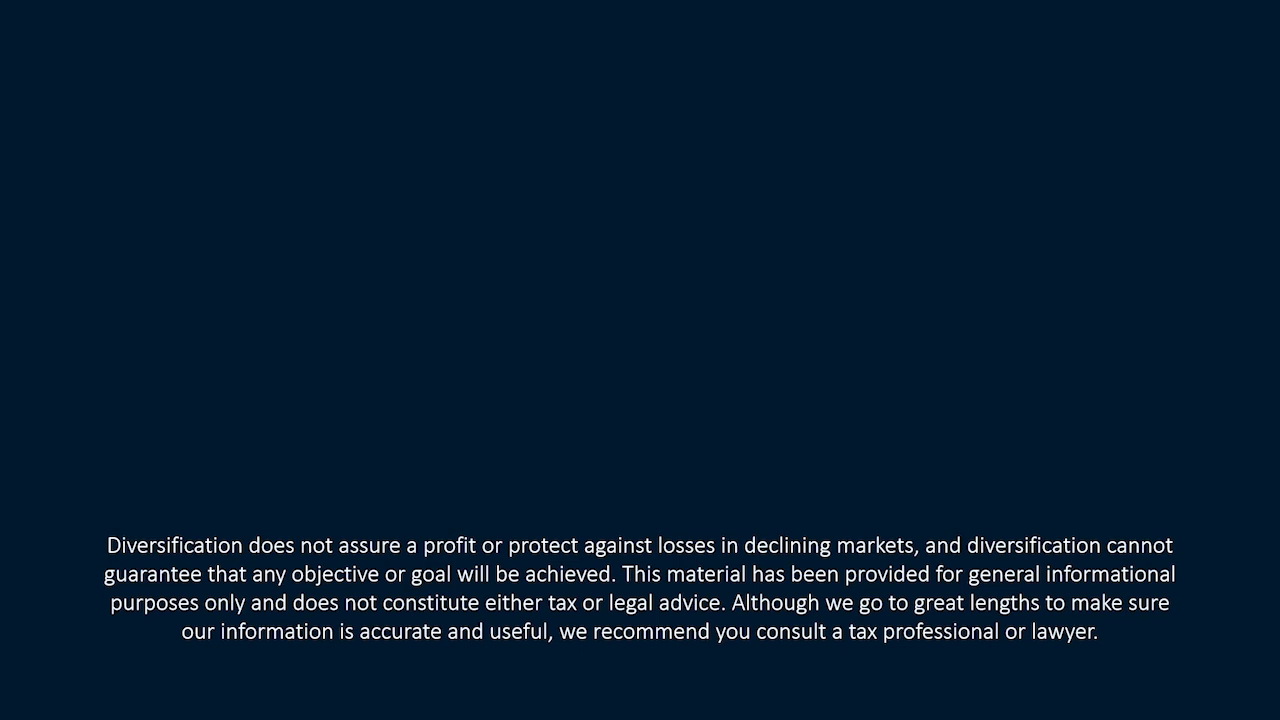 Diversification does not assure a profit or protect against losses in declining markets, and diversification cannot
guarantee that any objective or goal will be achieved. This material has been provided for general informational
purposes only and does not constitute either tax or legal advice. Although we go to great lengths to make sure
our information is accurate and useful, we recommend you consult a tax professional or lawyer.